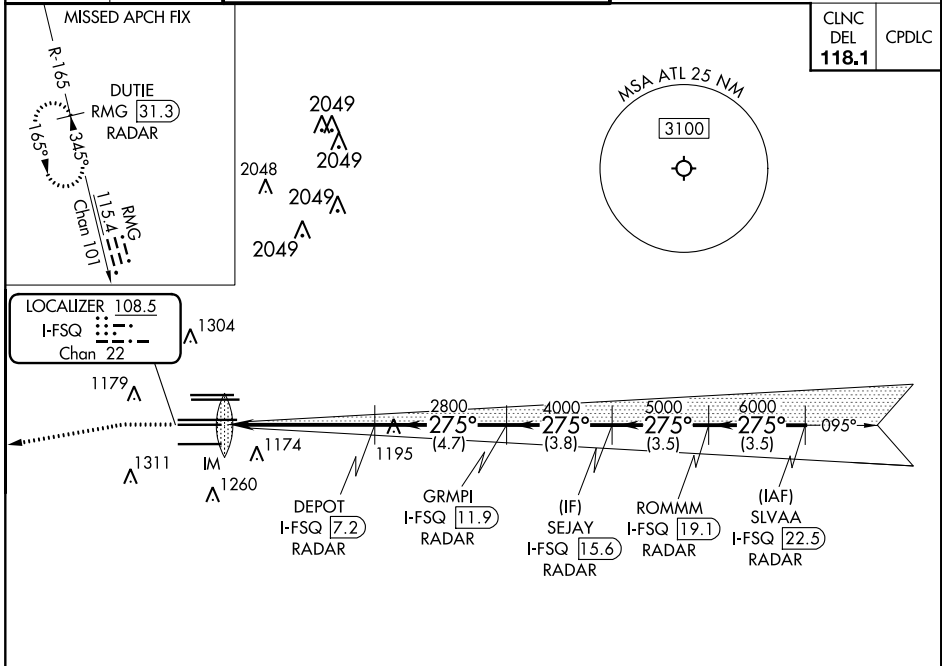 MISSED APCH FIX
R-165
DUTIE
RMG 31.3
RADAR
165°
345°
RMG
115.4
Chan 101
CLNC
DEL
118.1
CPDLC
MSA ATL 25 NM
3100
2049
2049
2048
2049
2049
LOCALIZER 108.5
I-FSQ
Chan 22
1304
1179
1311
IM
1260
1174
1195
2800
275°
(4.7)
4000
275°
(3.8)
5000
275°
(3.5)
6000
275°
(3.5)
095°
DEPOT
I-FSQ 7.2
RADAR
GRMPI
I-FSQ 11.9
RADAR
(IF)
SEJAY
I-FSQ 15.6
RADAR
ROMMM
I-FSQ 19.1
RADAR
(IAF)
SLVAA
I-FSQ 22.5
RADAR